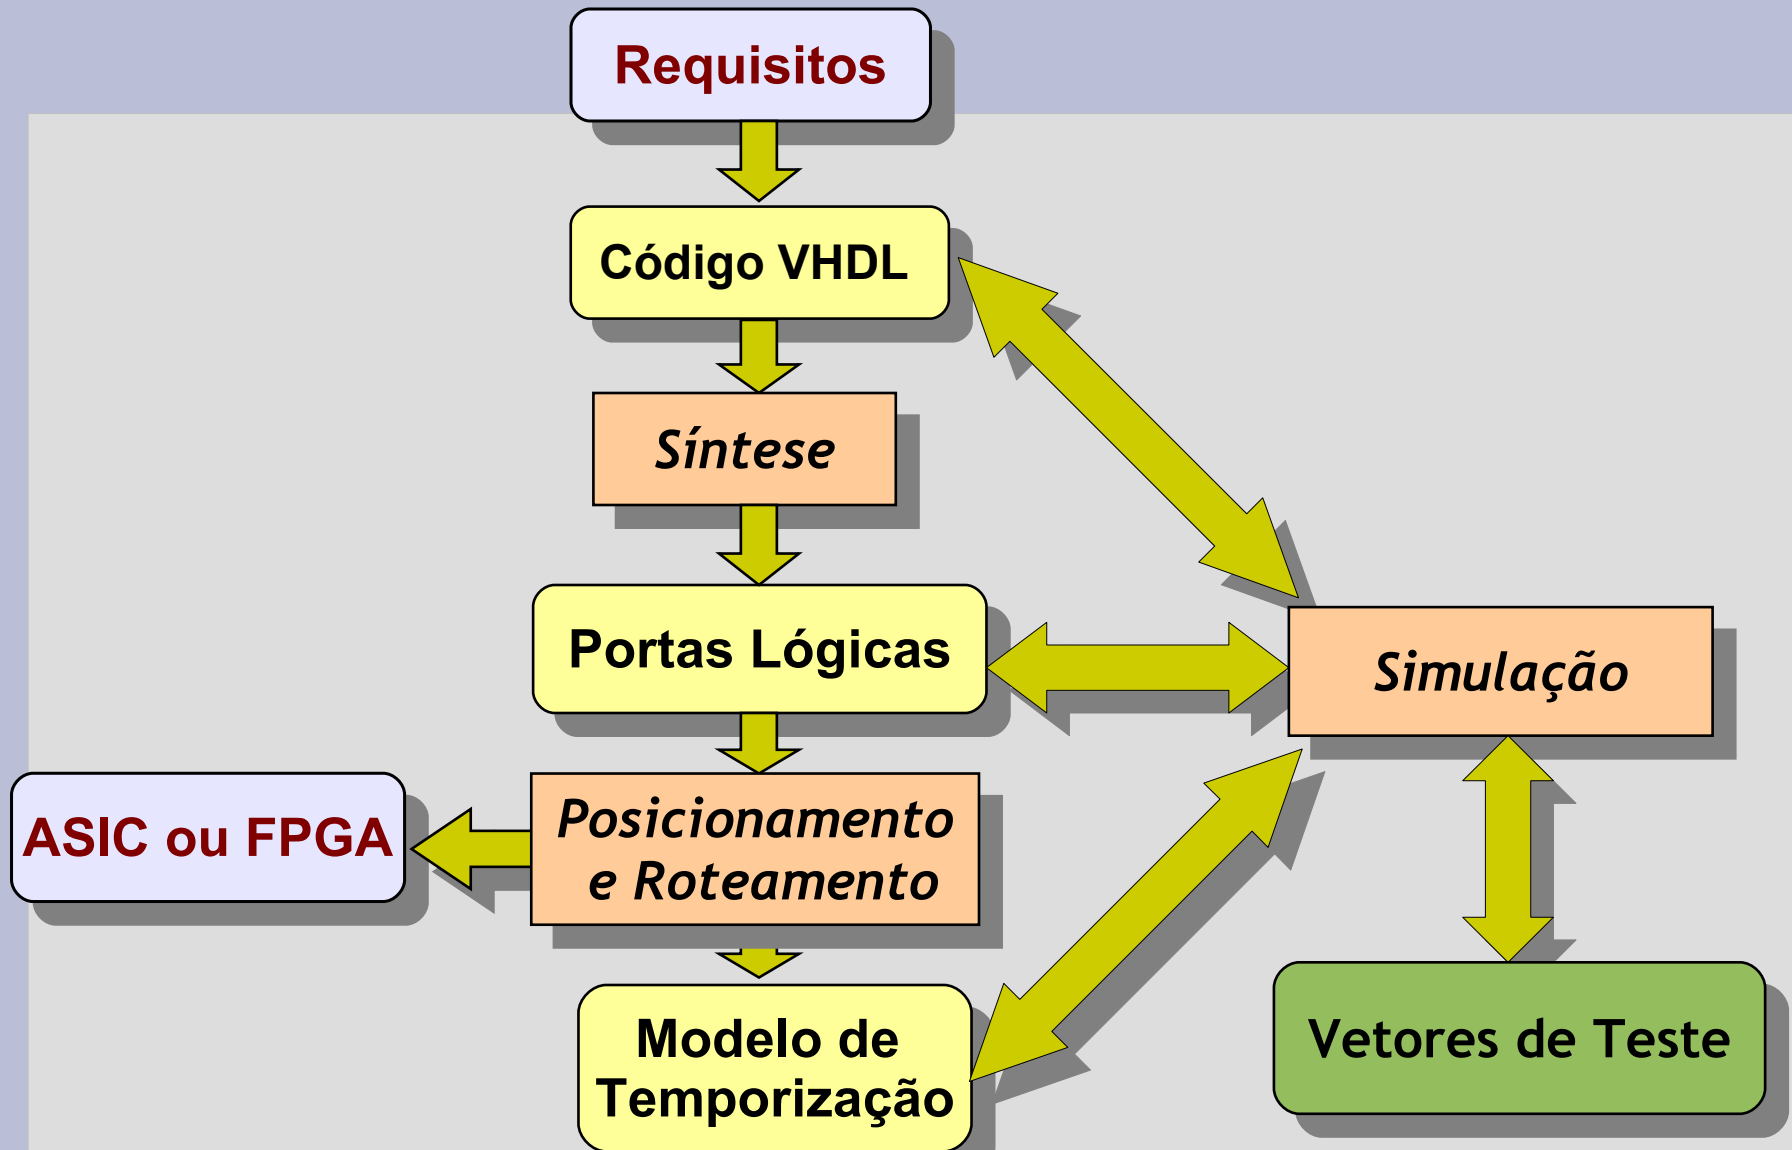 Requisitos
Código VHDL
Síntese
Portas Lógicas
Simulação
ASIC ou FPGA
Posicionamento
e Roteamento
Modelo de
Temporização
Vetores de Teste